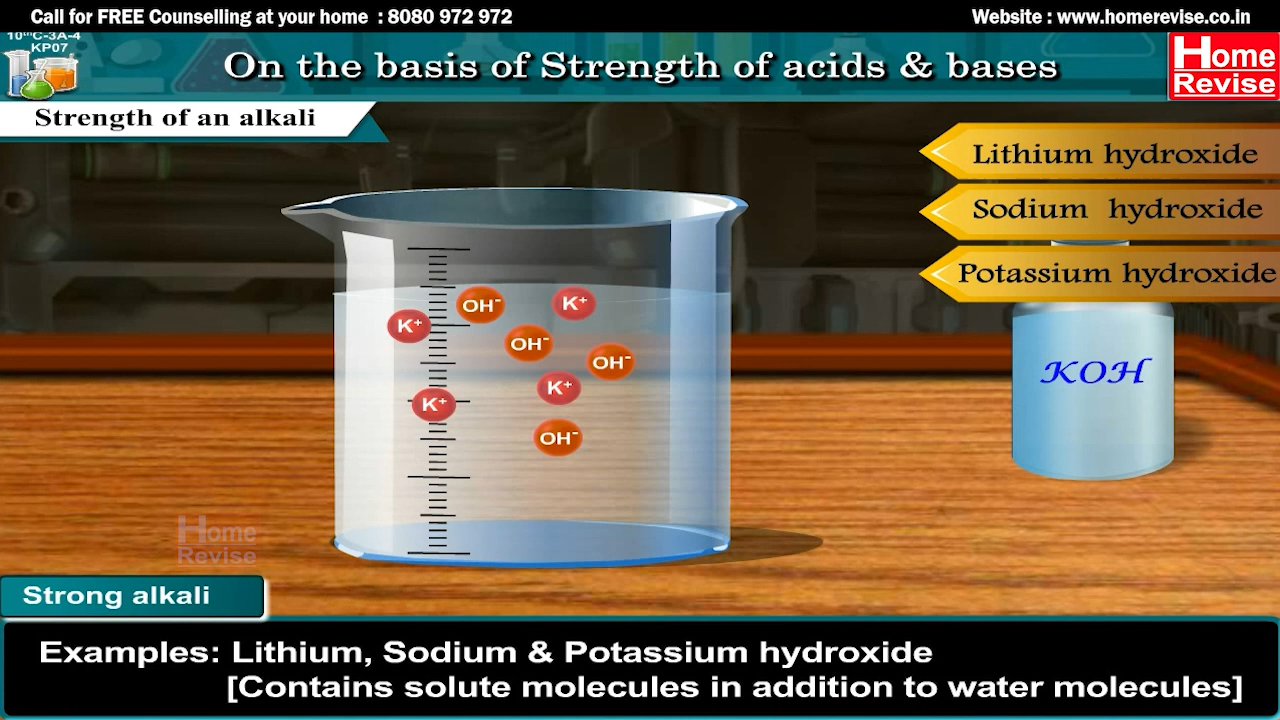 Call for FREE Counselling at your home : 8080 972 972
Website : www.homerevise.co.in
10thC-3A-4
KP07
On the basis of Strength of acids & bases
Home
Revise
Strength of an alkali
Lithium hydroxide
Sodium hydroxide
Potassium hydroxide
OH⁻
K⁺
K⁺
OH⁻
OH⁻
K⁺
K⁺
OH⁻
KOH
Home
Revise
Strong alkali
Examples: Lithium, Sodium & Potassium hydroxide
[Contains solute molecules in addition to water molecules]